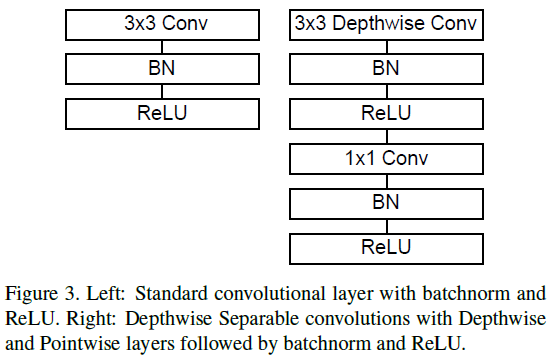 3x3 Conv
BN
ReLU
3x3 Depthwise Conv
BN
ReLU
1x1 Conv
BN
ReLU
Figure 3. Left: Standard convolutional layer with batchnorm and
ReLU. Right: Depthwise Separable convolutions with Depthwise
and Pointwise layers followed by batchnorm and ReLU.